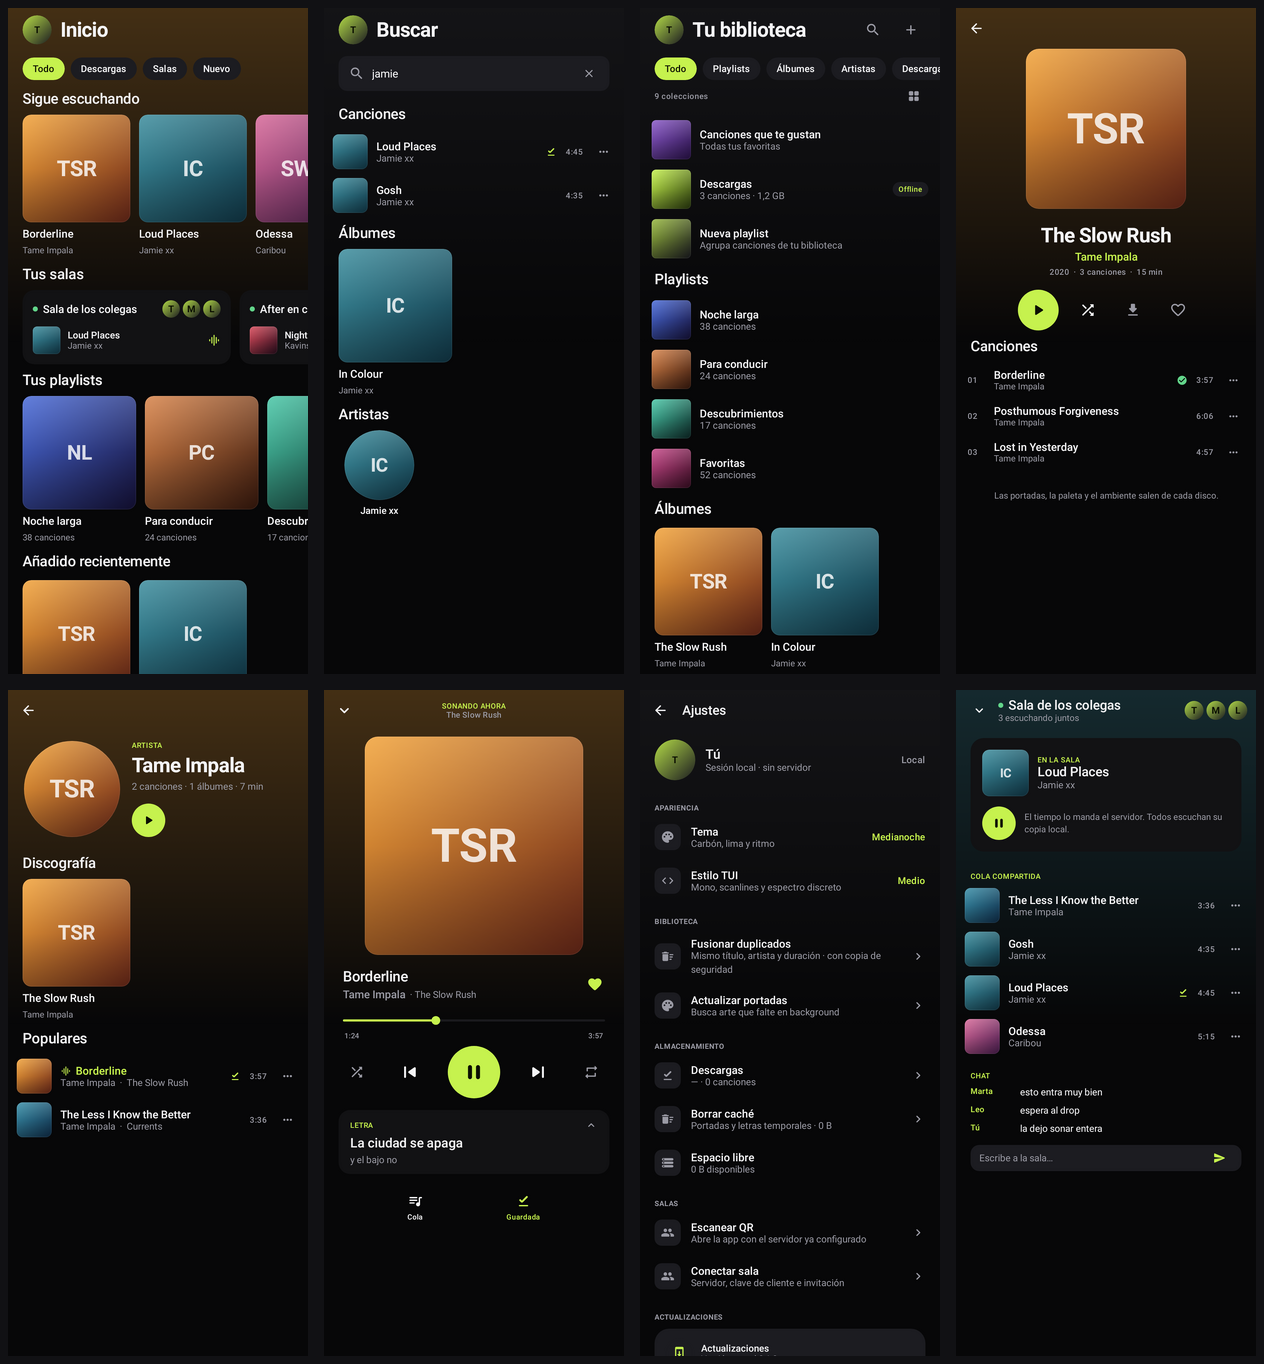 T
Inicio
Todo
Descargas
Salas
Nuevo
Sigue escuchando
TSR
IC
SW
Borderline
Tame Impala
Loud Places
Jamie xx
Odessa
Caribou
Tus salas
Sala de los colegas
T M L
Loud Places
Jamie xx
After en c
Night
Kavins
Tus playlists
NL
PC
Noche larga
38 canciones
Para conducir
24 canciones
Descubr
17 cancion
Añadido recientemente
TSR
IC
T
Buscar
jamie
Canciones
Loud Places
Jamie xx
4:45
Gosh
Jamie xx
4:35
Álbumes
IC
In Colour
Jamie xx
Artistas
IC
Jamie xx
T
Tu biblioteca
Todo
Playlists
Álbumes
Artistas
Descarga
9 colecciones
Canciones que te gustan
Todas tus favoritas
Descargas
3 canciones · 1,2 GB
Offline
Nueva playlist
Agrupa canciones de tu biblioteca
Playlists
Noche larga
38 canciones
Para conducir
24 canciones
Descubrimientos
17 canciones
Favoritas
52 canciones
Álbumes
TSR
IC
The Slow Rush
Tame Impala
In Colour
Jamie xx
TSR
The Slow Rush
Tame Impala
2020 · 3 canciones · 15 min
Canciones
01
Borderline
Tame Impala
3:57
02
Posthumous Forgiveness
Tame Impala
6:06
03
Lost in Yesterday
Tame Impala
4:57
Las portadas, la paleta y el ambiente salen de cada disco.
TSR
ARTISTA
Tame Impala
2 canciones · 1 álbumes · 7 min
Discografía
TSR
The Slow Rush
Tame Impala
Populares
Borderline
Tame Impala · The Slow Rush
3:57
The Less I Know the Better
Tame Impala · Currents
3:36
SONANDO AHORA
The Slow Rush
TSR
Borderline
Tame Impala · The Slow Rush
1:24
3:57
LETRA
La ciudad se apaga
y el bajo no
Cola
Guardada
Ajustes
T
Tú
Sesión local · sin servidor
Local
APARIENCIA
Tema
Carbón, lima y ritmo
Medianoche
Estilo TUI
Mono, scanlines y espectro discreto
Medio
BIBLIOTECA
Fusionar duplicados
Mismo título, artista y duración · con copia de
seguridad
Actualizar portadas
Busca arte que falte en background
ALMACENAMIENTO
Descargas
— · 0 canciones
Borrar caché
Portadas y letras temporales · 0 B
Espacio libre
0 B disponibles
SALAS
Escanear QR
Abre la app con el servidor ya configurado
Conectar sala
Servidor, clave de cliente e invitación
ACTUALIZACIONES
Actualizaciones
Sala de los colegas
3 escuchando juntos
T M L
IC
EN LA SALA
Loud Places
Jamie xx
El tiempo lo manda el servidor. Todos escuchan su
copia local.
COLA COMPARTIDA
The Less I Know the Better
Tame Impala
3:36
Gosh
Jamie xx
4:35
Loud Places
Jamie xx
4:45
Odessa
Caribou
5:15
CHAT
Marta esto entra muy bien
Leo espera al drop
Tú la dejo sonar entera
Escribe a la sala...